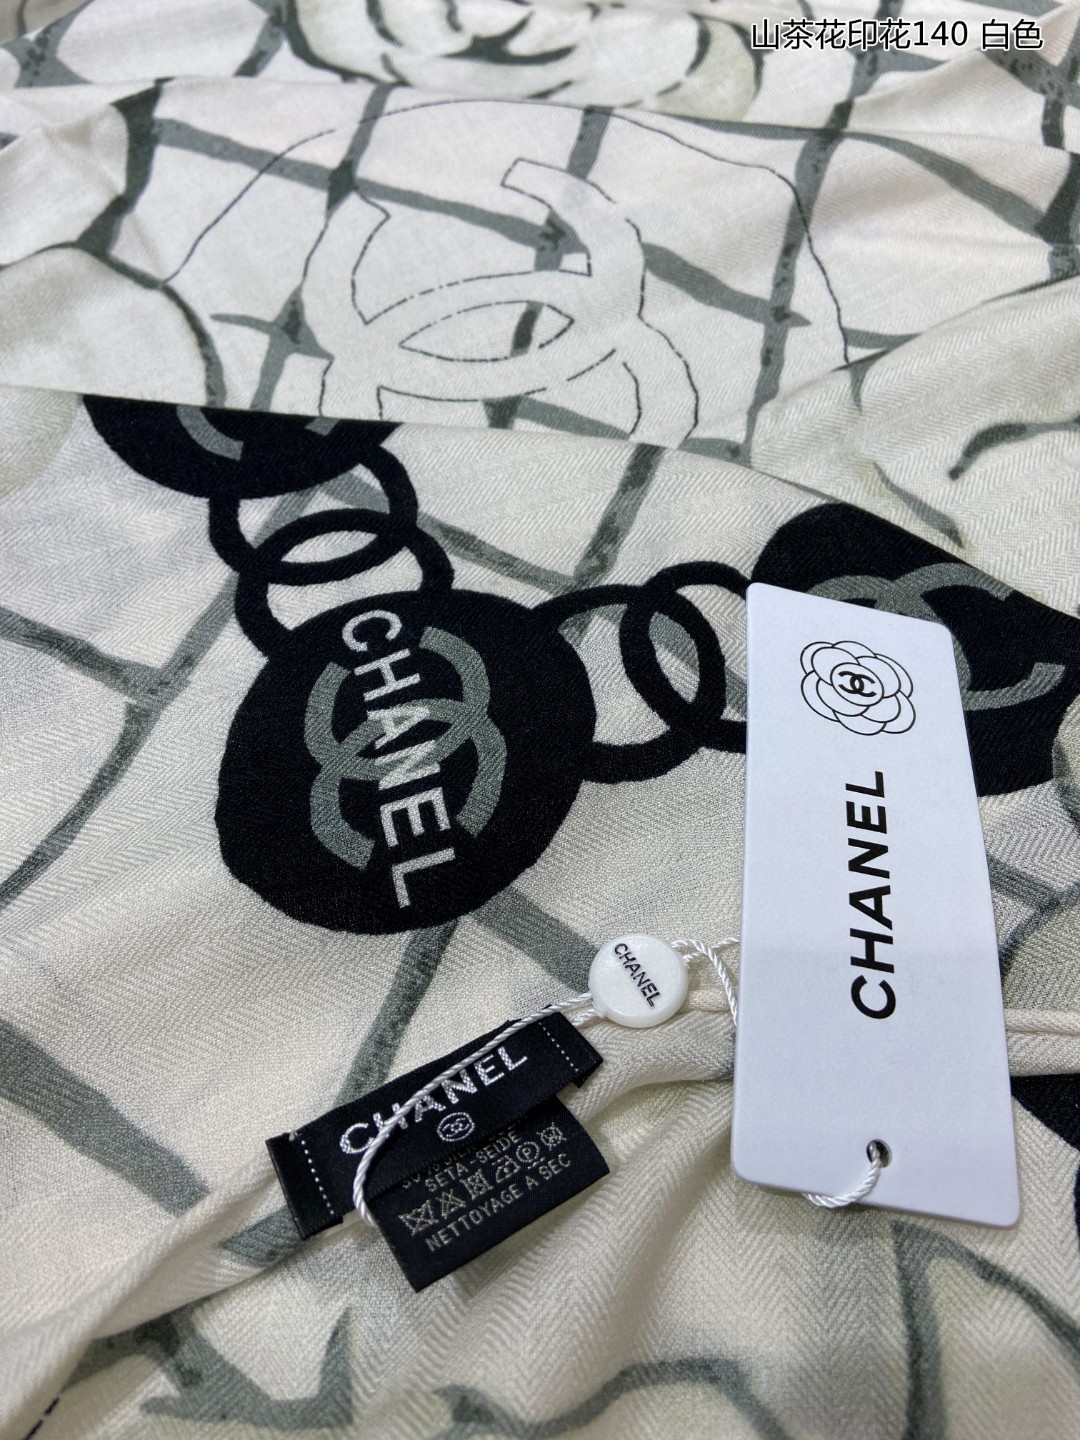 山茶花印花140 白色
CHANEL
CHANEL
CHANEL
CHANEL
SETA-SEIDE
NETTOYAGE A SEC